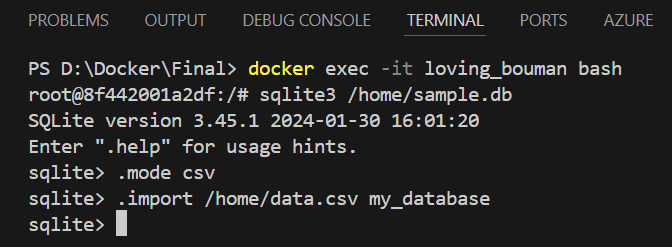 PROBLEMS OUTPUT DEBUG CONSOLE TERMINAL PORTS AZURE
PS D:\Docker\Final> docker exec -it loving_bouman bash
root@8f442001a2df:/# sqlite3 /home/sample.db
SQLite version 3.45.1 2024-01-30 16:01:20
Enter ".help" for usage hints.
sqlite> .mode csv
sqlite> .import /home/data.csv my_database
sqlite>